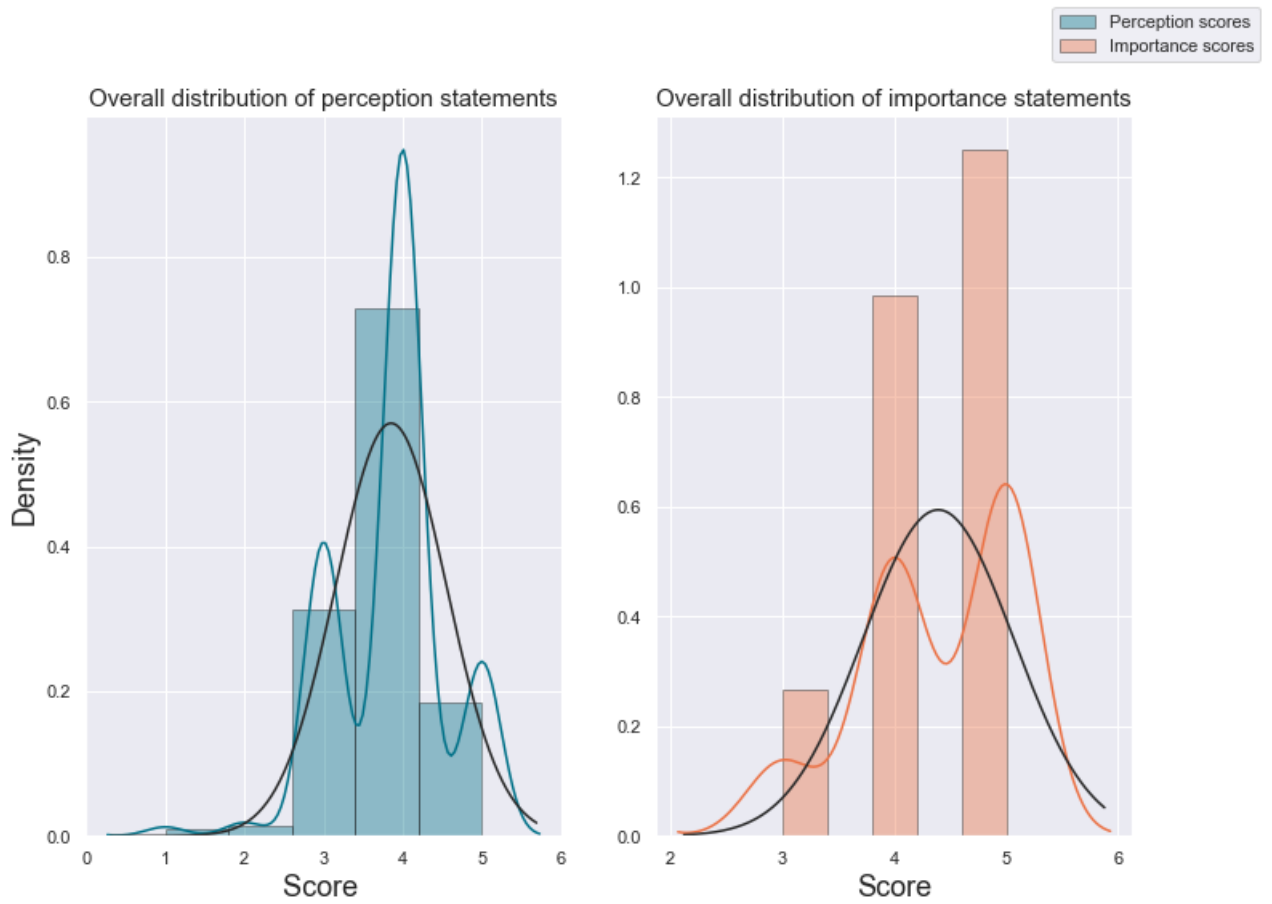 Perception scores
Importance scores
Overall distribution of perception statements
Overall distribution of importance statements
Density
0.8
0.6
0.4
0.2
0.0
0 1 2 3 4 5 6
Score
1.2
1.0
0.8
0.6
0.4
0.2
0.0
2 3 4 5 6
Score